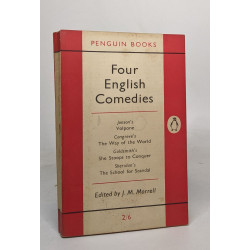 PENGUIN BOOKS
Four
English
Comedies
Jonson's
Volpone
Congreve's
The Way of the World
Goldsmith's
She Stoops to Conquer
Sheridan's
The School for Scandal
Edited by J. M. Morrell
2/6